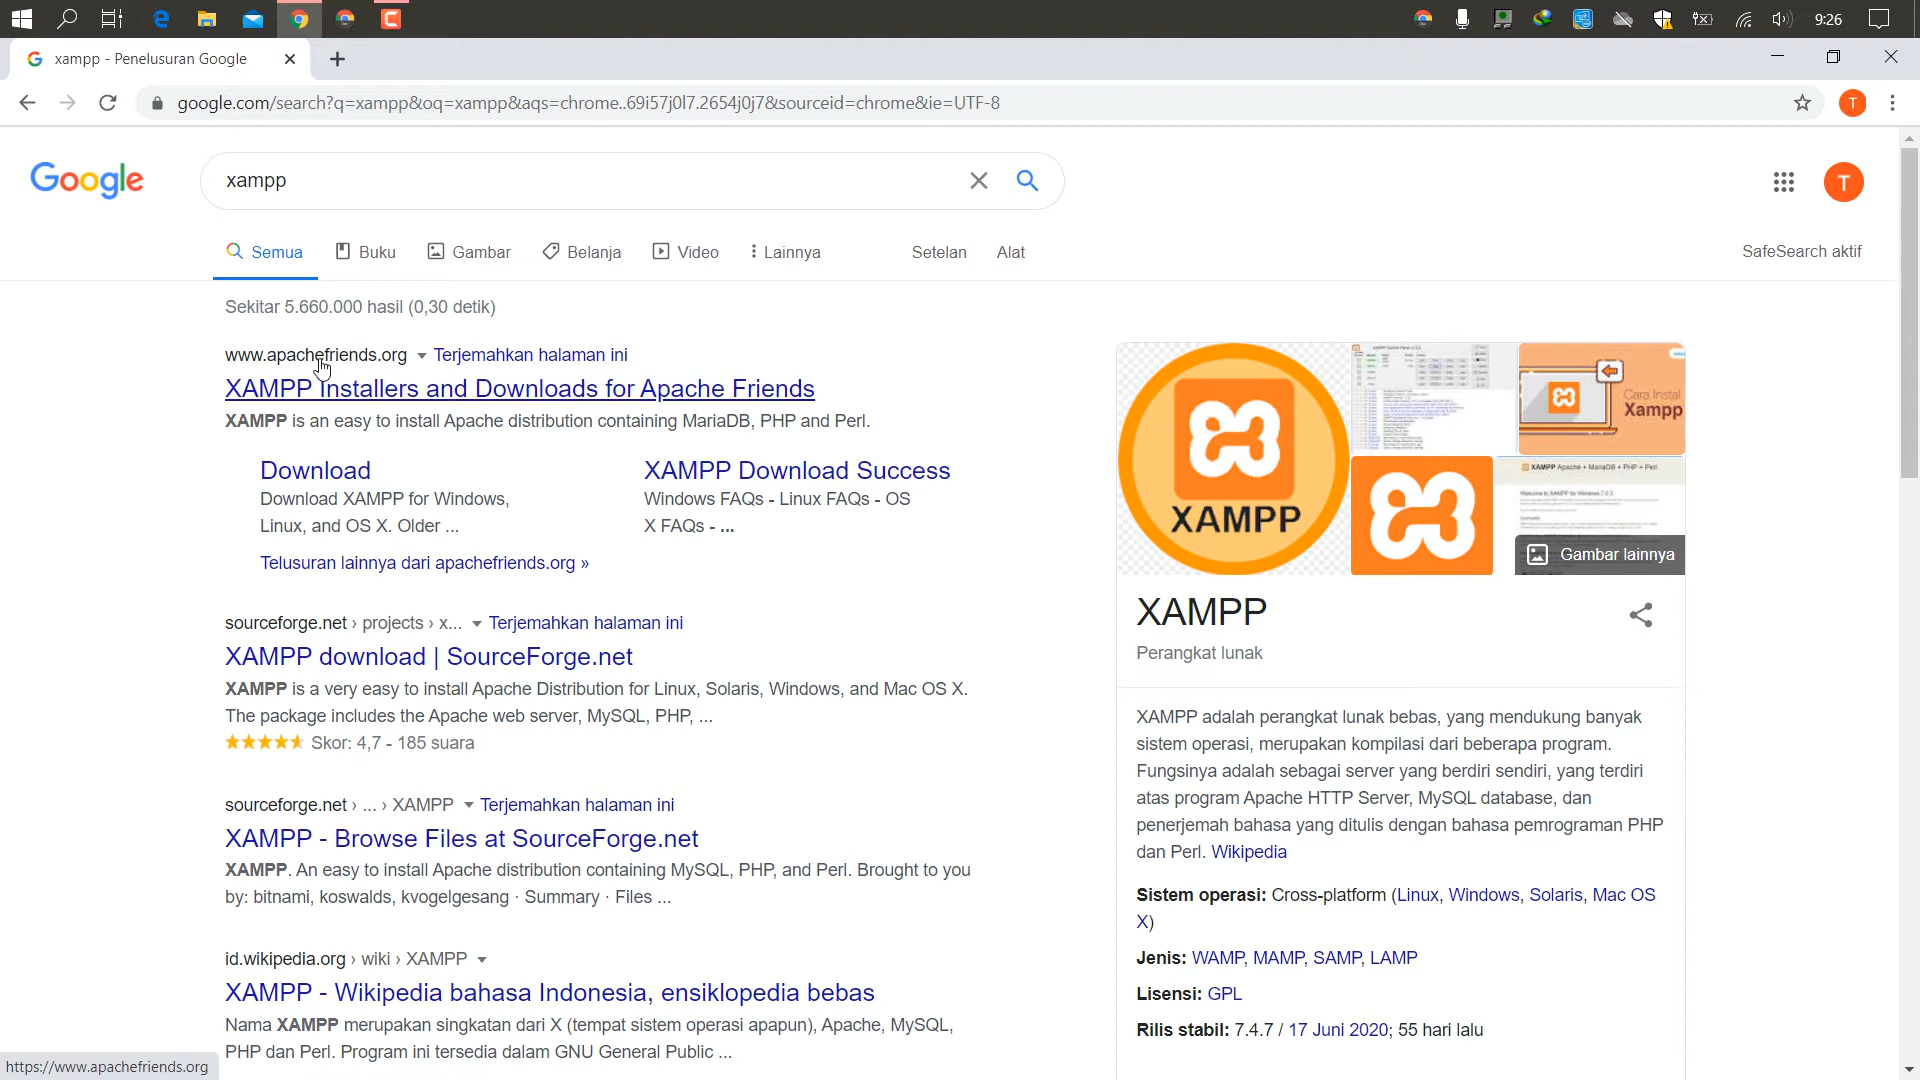 9:26
xampp - Penelusuran Google
google.com/search?q=xampp&oq=xampp&aqs=chrome..69i57j0l7.2654j0j7&sourceid=chrome&ie=UTF-8
T
Google
xampp
T
Semua
Buku
Gambar
Belanja
Video
Lainnya
Setelan
Alat
SafeSearch aktif
Sekitar 5.660.000 hasil (0,30 detik)
www.apachefriends.org Terjemahkan halaman ini
XAMPP Installers and Downloads for Apache Friends
XAMPP is an easy to install Apache distribution containing MariaDB, PHP and Perl.
Download
Download XAMPP for Windows,
Linux, and OS X. Older ...
XAMPP Download Success
Windows FAQs - Linux FAQs - OS
X FAQs - ...
Telusuran lainnya dari apachefriends.org »
sourceforge.net › projects › x... Terjemahkan halaman ini
XAMPP download | SourceForge.net
XAMPP is a very easy to install Apache Distribution for Linux, Solaris, Windows, and Mac OS X.
The package includes the Apache web server, MySQL, PHP, ...
Skor: 4,7 - 185 suara
sourceforge.net › ... › XAMPP Terjemahkan halaman ini
XAMPP - Browse Files at SourceForge.net
XAMPP. An easy to install Apache distribution containing MySQL, PHP, and Perl. Brought to you
by: bitnami, koswalds, kvogelgesang · Summary · Files ...
id.wikipedia.org › wiki › XAMPP
XAMPP - Wikipedia bahasa Indonesia, ensiklopedia bebas
Nama XAMPP merupakan singkatan dari X (tempat sistem operasi apapun), Apache, MySQL,
PHP dan Perl. Program ini tersedia dalam GNU General Public ...
https://www.apachefriends.org
XAMPP
Cara Instal
Xampp
XAMPP Apache + MariaDB + PHP + Perl
Welcome to XAMPP for Windows 7.0.3
Gambar lainnya
XAMPP
Perangkat lunak
XAMPP adalah perangkat lunak bebas, yang mendukung banyak
sistem operasi, merupakan kompilasi dari beberapa program.
Fungsinya adalah sebagai server yang berdiri sendiri, yang terdiri
atas program Apache HTTP Server, MySQL database, dan
penerjemah bahasa yang ditulis dengan bahasa pemrograman PHP
dan Perl. Wikipedia
Sistem operasi: Cross-platform (Linux, Windows, Solaris, Mac OS
X)
Jenis: WAMP, MAMP, SAMP, LAMP
Lisensi: GPL
Rilis stabil: 7.4.7 / 17 Juni 2020; 55 hari lalu